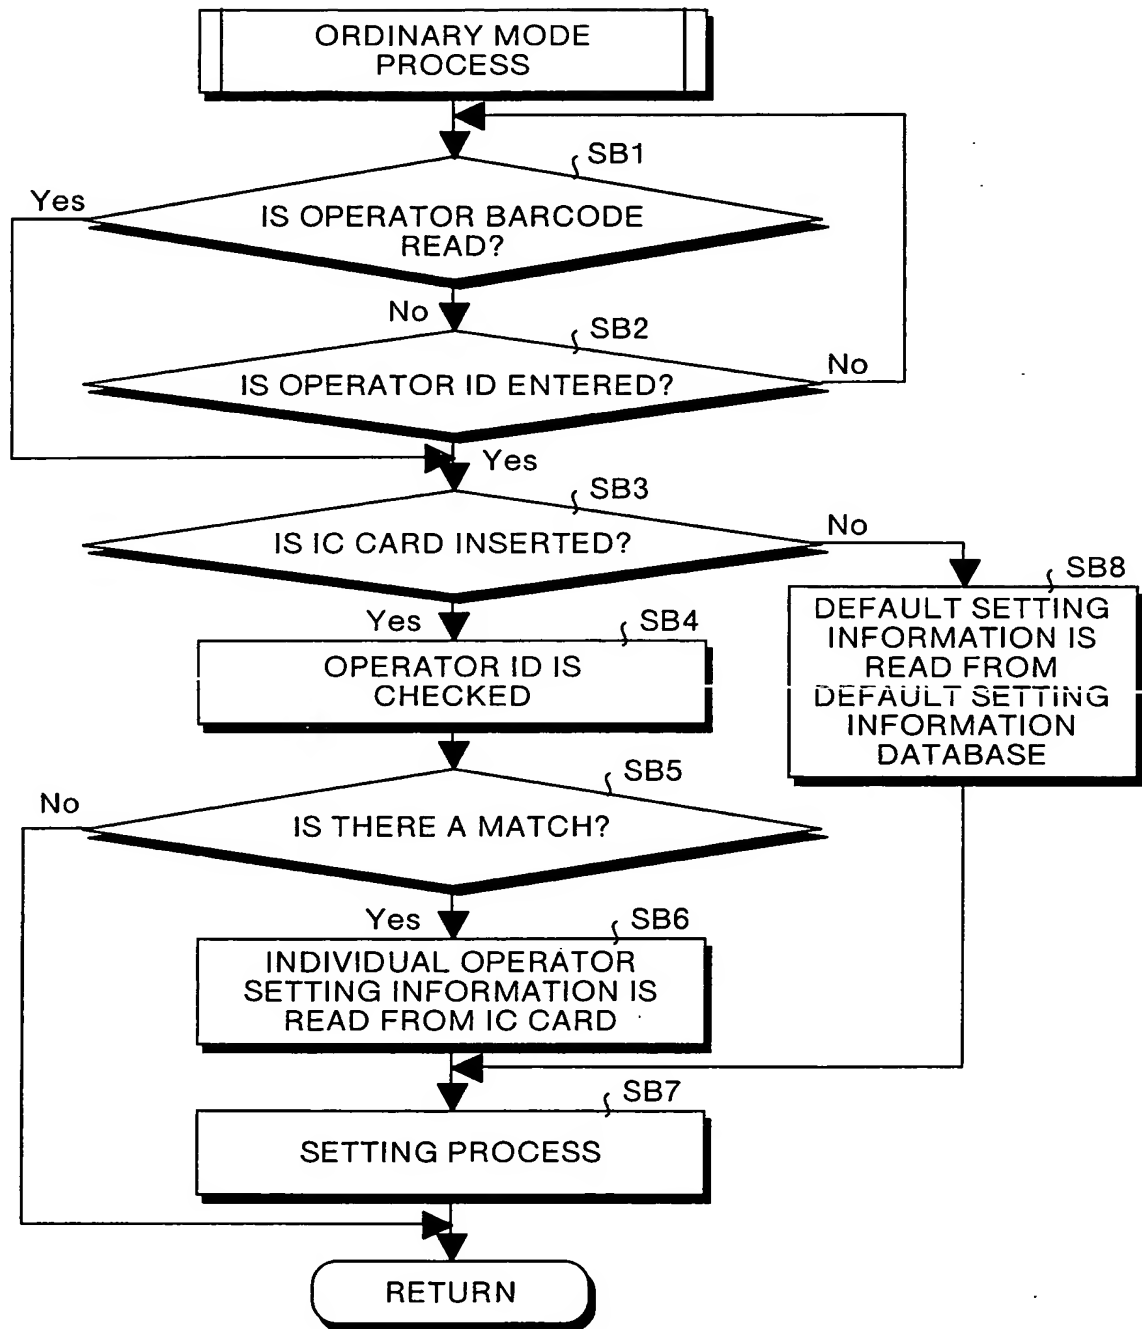 ORDINARY MODE
PROCESS
SB1
Yes
IS OPERATOR BARCODE
READ?
No
SB2
No
IS OPERATOR ID ENTERED?
Yes
SB3
No
IS IC CARD INSERTED?
SB8
DEFAULT SETTING
INFORMATION IS
READ FROM
DEFAULT SETTING
INFORMATION
DATABASE
Yes
SB4
OPERATOR ID IS
CHECKED
SB5
No
IS THERE A MATCH?
Yes
SB6
INDIVIDUAL OPERATOR
SETTING INFORMATION IS
READ FROM IC CARD
SB7
SETTING PROCESS
RETURN